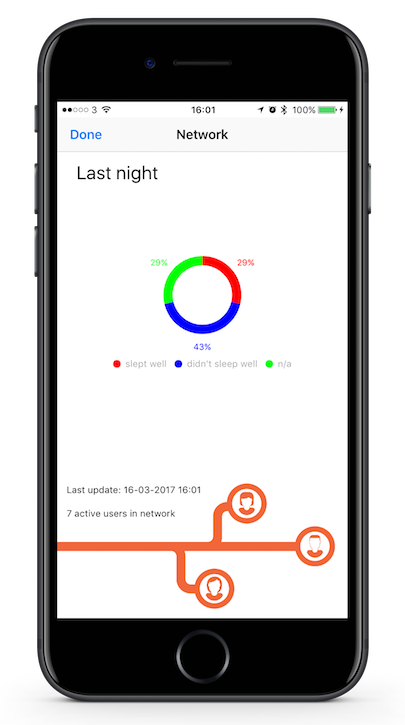 3 16:01 100%
Done Network
Last night
29% 29%
43%
slept well didn't sleep well n/a
Last update: 16-03-2017 16:01
7 active users in network